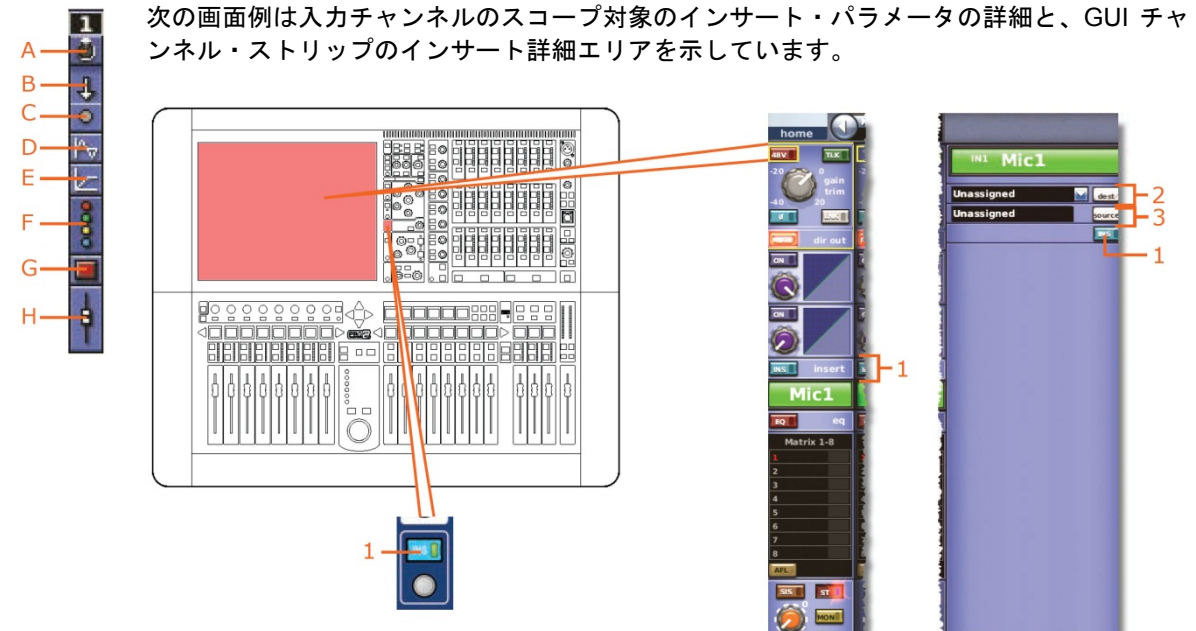 次の画面例は入力チャンネルのスコープ対象のインサート・パラメータの詳細と、GUI チャ
ンネル・ストリップのインサート詳細エリアを示しています。
1
A
B
C
D
E
F
G
H
1
home
48V
TLK
-20
0
gain
trim
-40
20
dir out
ON
ON
INS
insert
1
Mic1
EQ
eq
Matrix 1-8
1
2
3
4
5
6
7
8
AFL
SIS
ST
0
MON
IN1 Mic1
Unassigned
dest
2
Unassigned
source
3
1